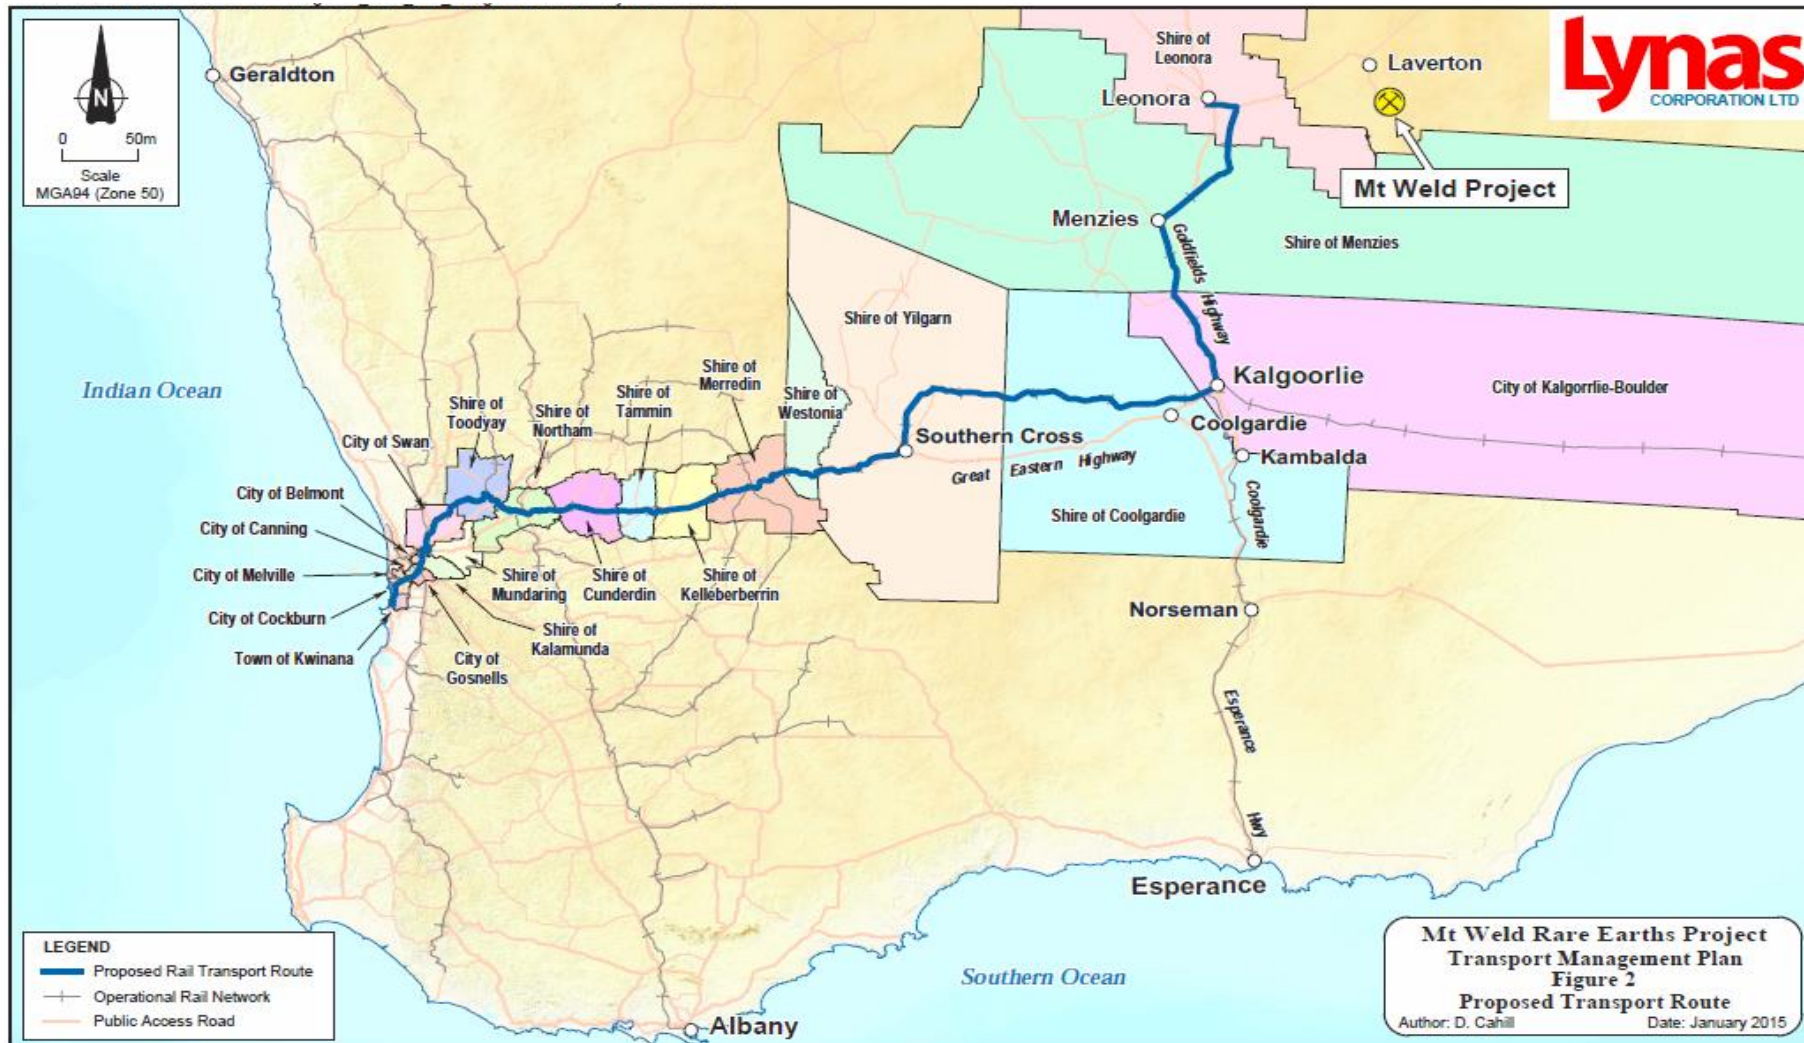 Geraldton
N
0 50m
Scale
MGA94 (Zone 50)
Shire of
Leonora
Laverton
Leonora
Lynas
CORPORATION LTD
Mt Weld Project
Menzies
Goldfields Highway
Shire of Menzies
Shire of Yilgarn
Kalgoorlie
City of Kalgorrlie-Boulder
Indian Ocean
Shire of
Merredin
Shire of
Tammin
Shire of
Westonia
Shire of
Toodyay
Shire of
Northam
City of Swan
Coolgardie
Southern Cross
Great Eastern Highway
Kambalda
City of Belmont
City of Canning
City of Melville
City of Cockburn
Town of Kwinana
Shire of Coolgardie
Coolgardie
Shire of
Mundaring
Shire of
Cunderdin
Shire of
Kelleberberrin
Shire of
Kalamunda
City of
Gosnells
Norseman
Esperance
Hwy
Esperance
Southern Ocean
Albany
LEGEND
Proposed Rail Transport Route
Operational Rail Network
Public Access Road
Mt Weld Rare Earths Project
Transport Management Plan
Figure 2
Proposed Transport Route
Author: D. Cahill Date: January 2015